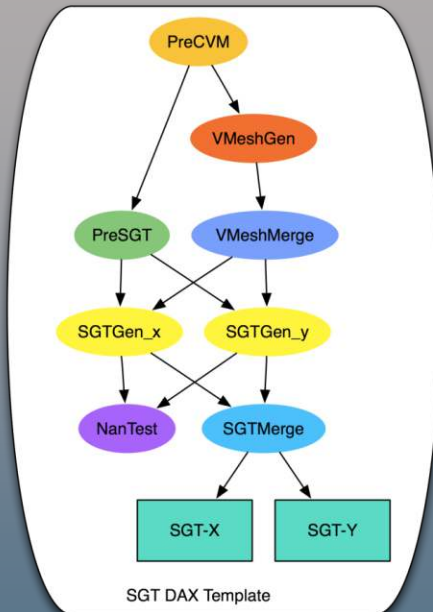 PreCVM
VMeshGen
PreSGT
VMeshMerge
SGTGen_x
SGTGen_y
NanTest
SGTMerge
SGT-X
SGT-Y
SGT DAX Template